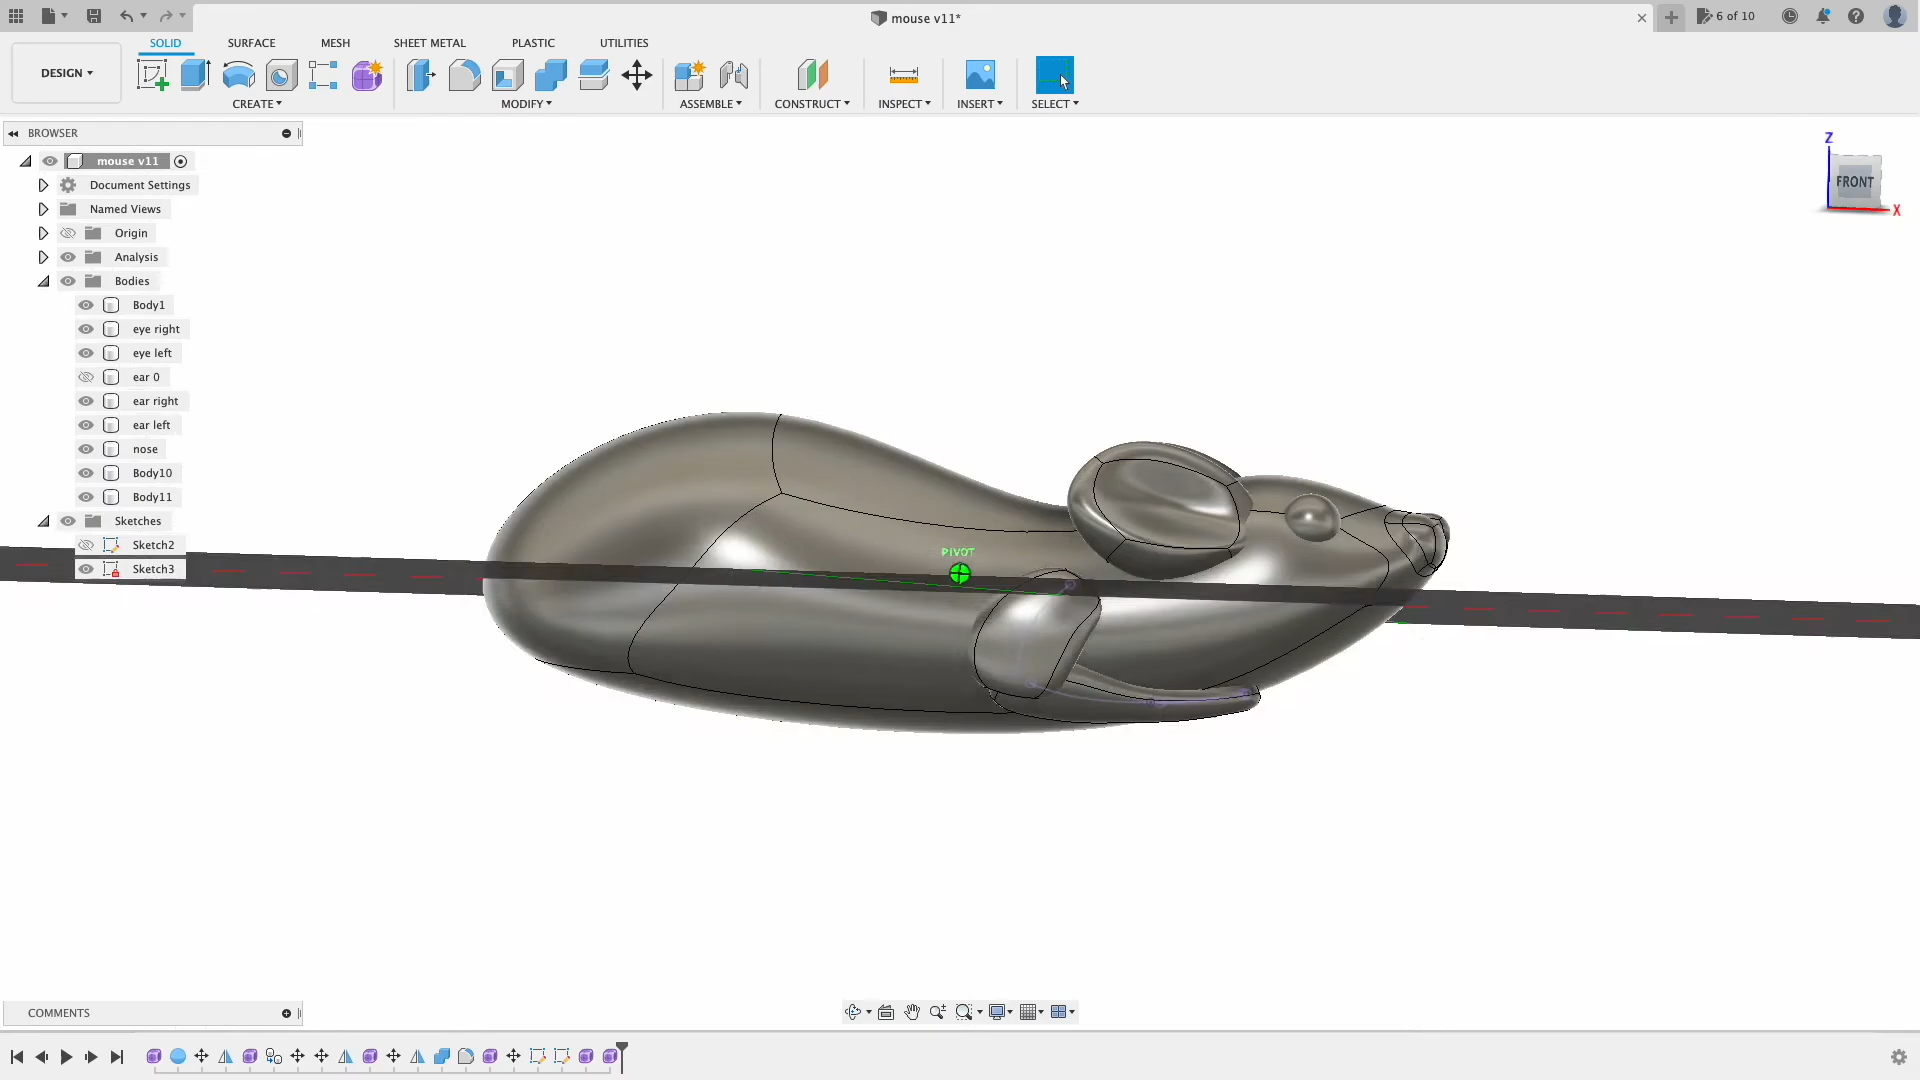 mouse v11*
6 of 10
DESIGN
SOLID SURFACE MESH SHEET METAL PLASTIC UTILITIES
CREATE MODIFY ASSEMBLE CONSTRUCT INSPECT INSERT SELECT
BROWSER
mouse v11
Document Settings
Named Views
Origin
Analysis
Bodies
Body1
eye right
eye left
ear 0
ear right
ear left
nose
Body10
Body11
Sketches
Sketch2
Sketch3
Z
FRONT
X
PIVOT
COMMENTS